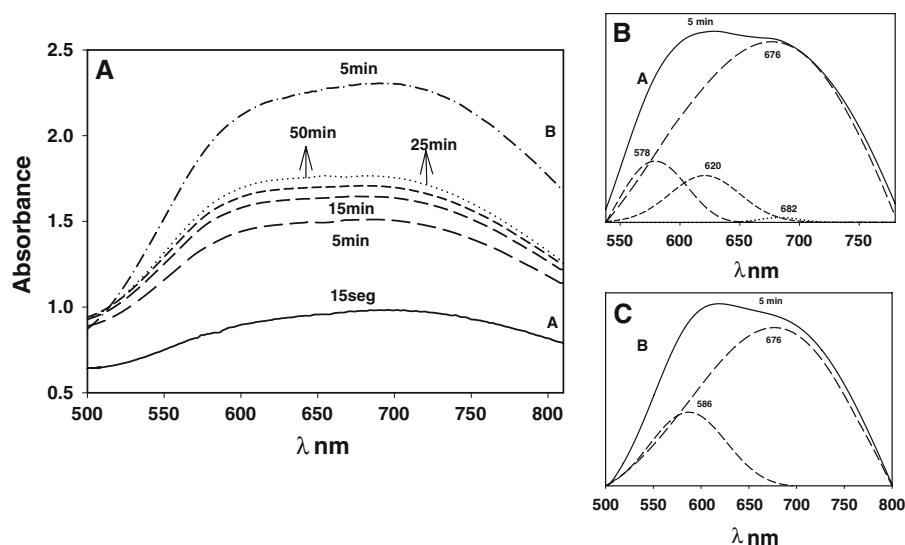 A
2.5
2.0
1.5
1.0
0.5
Absorbance
5min
B
50min
25min
15min
5min
15seg
A
500 550 600 650 700 750 800
λ nm
B
5 min
A
676
578
620
682
550 600 650 700 750
λ nm
C
5 min
B
676
586
500 550 600 650 700 750 800
λ nm